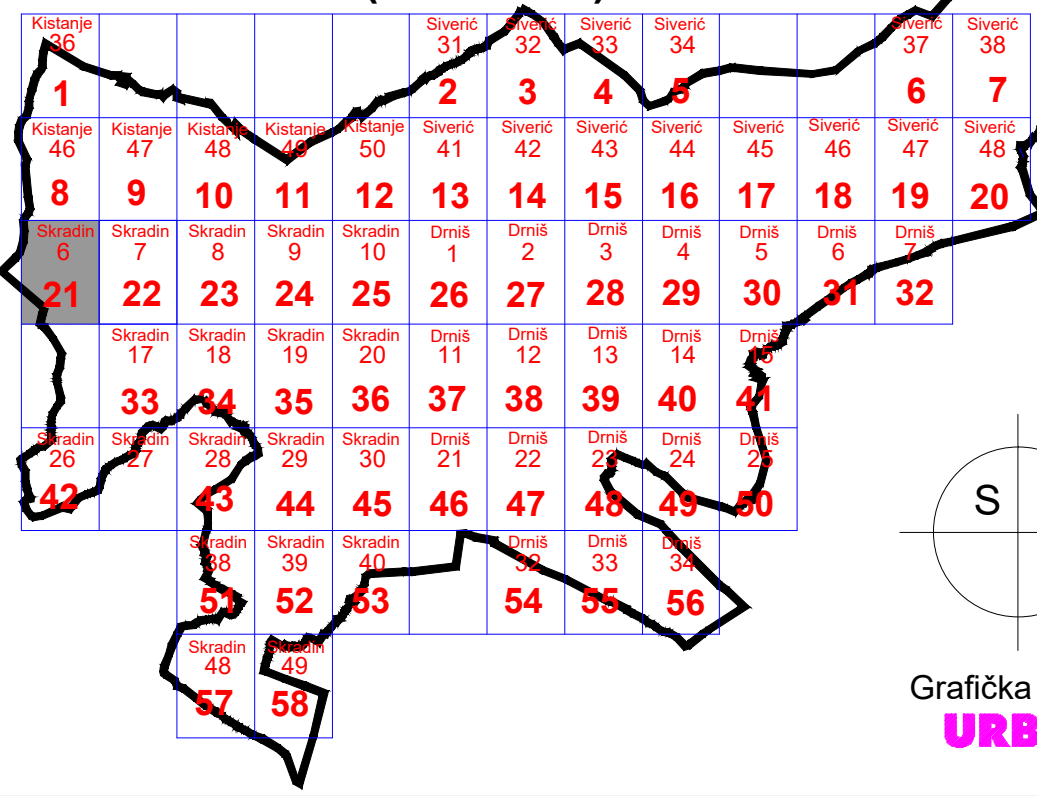 Kistanje Siverić Siverić Siverić Siverić Siverić Siverić
36 31 32 33 34 37 38
1 2 3 4 5 6 7
Kistanje Kistanje Kistanje Kistanje Kistanje Siverić Siverić Siverić Siverić Siverić Siverić Siverić Siverić
46 47 48 49 50 41 42 43 44 45 46 47 48
8 9 10 11 12 13 14 15 16 17 18 19 20
Skradin Skradin Skradin Skradin Skradin Drniš Drniš Drniš Drniš Drniš Drniš Drniš
6 7 8 9 10 1 2 3 4 5 6 7
21 22 23 24 25 26 27 28 29 30 31 32
Skradin Skradin Skradin Skradin Drniš Drniš Drniš Drniš Drniš
17 18 19 20 11 12 13 14 15
33 34 35 36 37 38 39 40 41
Skradin Skradin Skradin Skradin Skradin Drniš Drniš Drniš Drniš Drniš
26 27 28 29 30 21 22 23 24 25
42 43 44 45 46 47 48 49 50
S
Skradin Skradin Skradin Drniš Drniš Drniš
38 39 40 32 33 34
51 52 53 54 55 56
Skradin Skradin
48 49
57 58
Grafička
URB